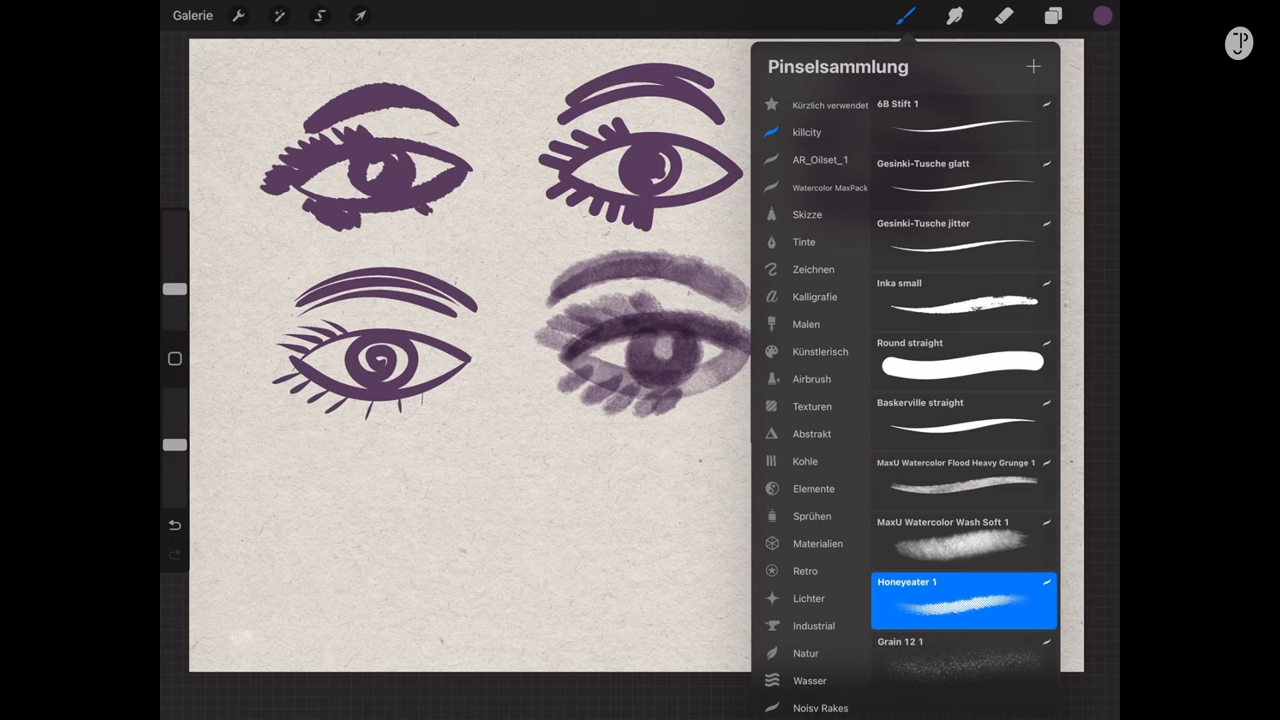 Galerie
Pinselsammlung
Kürzlich verwendet
killcity
AR_Oilset_1
Watercolor MaxPack
Skizze
Tinte
Zeichnen
Kalligrafie
Malen
Künstlerisch
Airbrush
Texturen
Abstrakt
Kohle
Elemente
Sprühen
Materialien
Retro
Lichter
Industrial
Natur
Wasser
Noisy Rakes
6B Stift 1
Gesinki-Tusche glatt
Gesinki-Tusche jitter
Inka small
Round straight
Baskerville straight
MaxU Watercolor Flood Heavy Grunge 1
MaxU Watercolor Wash Soft 1
Honeyeater 1
Grain 12 1